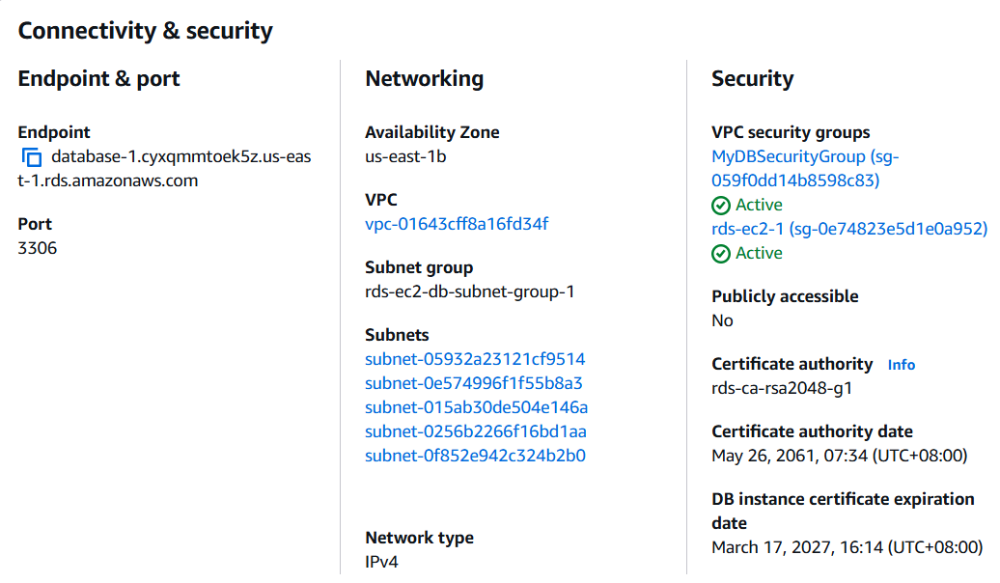 Connectivity & security
Endpoint & port
Endpoint
database-1.cyxqmmtoek5z.us-eas
t-1.rds.amazonaws.com
Port
3306
Networking
Availability Zone
us-east-1b
VPC
vpc-01643cff8a16fd34f
Subnet group
rds-ec2-db-subnet-group-1
Subnets
subnet-05932a23121cf9514
subnet-0e574996f1f55b8a3
subnet-015ab30de504e146a
subnet-0256b2266f16bd1aa
subnet-0f852e942c324b2b0
Network type
IPv4
Security
VPC security groups
MyDBSecurityGroup (sg-
059f0dd14b8598c83)
Active
rds-ec2-1 (sg-0e74823e5d1e0a952)
Active
Publicly accessible
No
Certificate authority Info
rds-ca-rsa2048-g1
Certificate authority date
May 26, 2061, 07:34 (UTC+08:00)
DB instance certificate expiration
date
March 17, 2027, 16:14 (UTC+08:00)